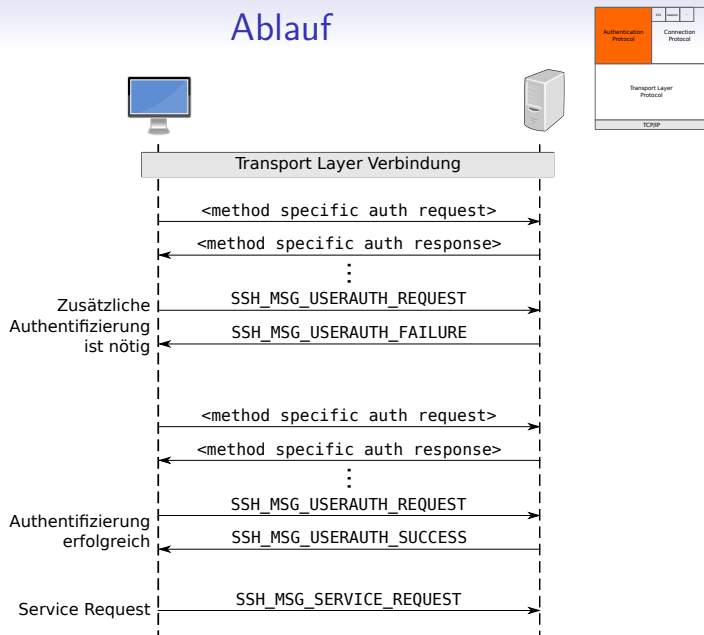 Ablauf
Authentication
Protocol
Connection
Protocol
Transport Layer
Protocol
TCP/IP
Transport Layer Verbindung
<method specific auth request>
<method specific auth response>
⋮
Zusätzliche
Authentifizierung
ist nötig
SSH_MSG_USERAUTH_REQUEST
SSH_MSG_USERAUTH_FAILURE
<method specific auth request>
<method specific auth response>
⋮
Authentifizierung
erfolgreich
SSH_MSG_USERAUTH_REQUEST
SSH_MSG_USERAUTH_SUCCESS
Service Request
SSH_MSG_SERVICE_REQUEST